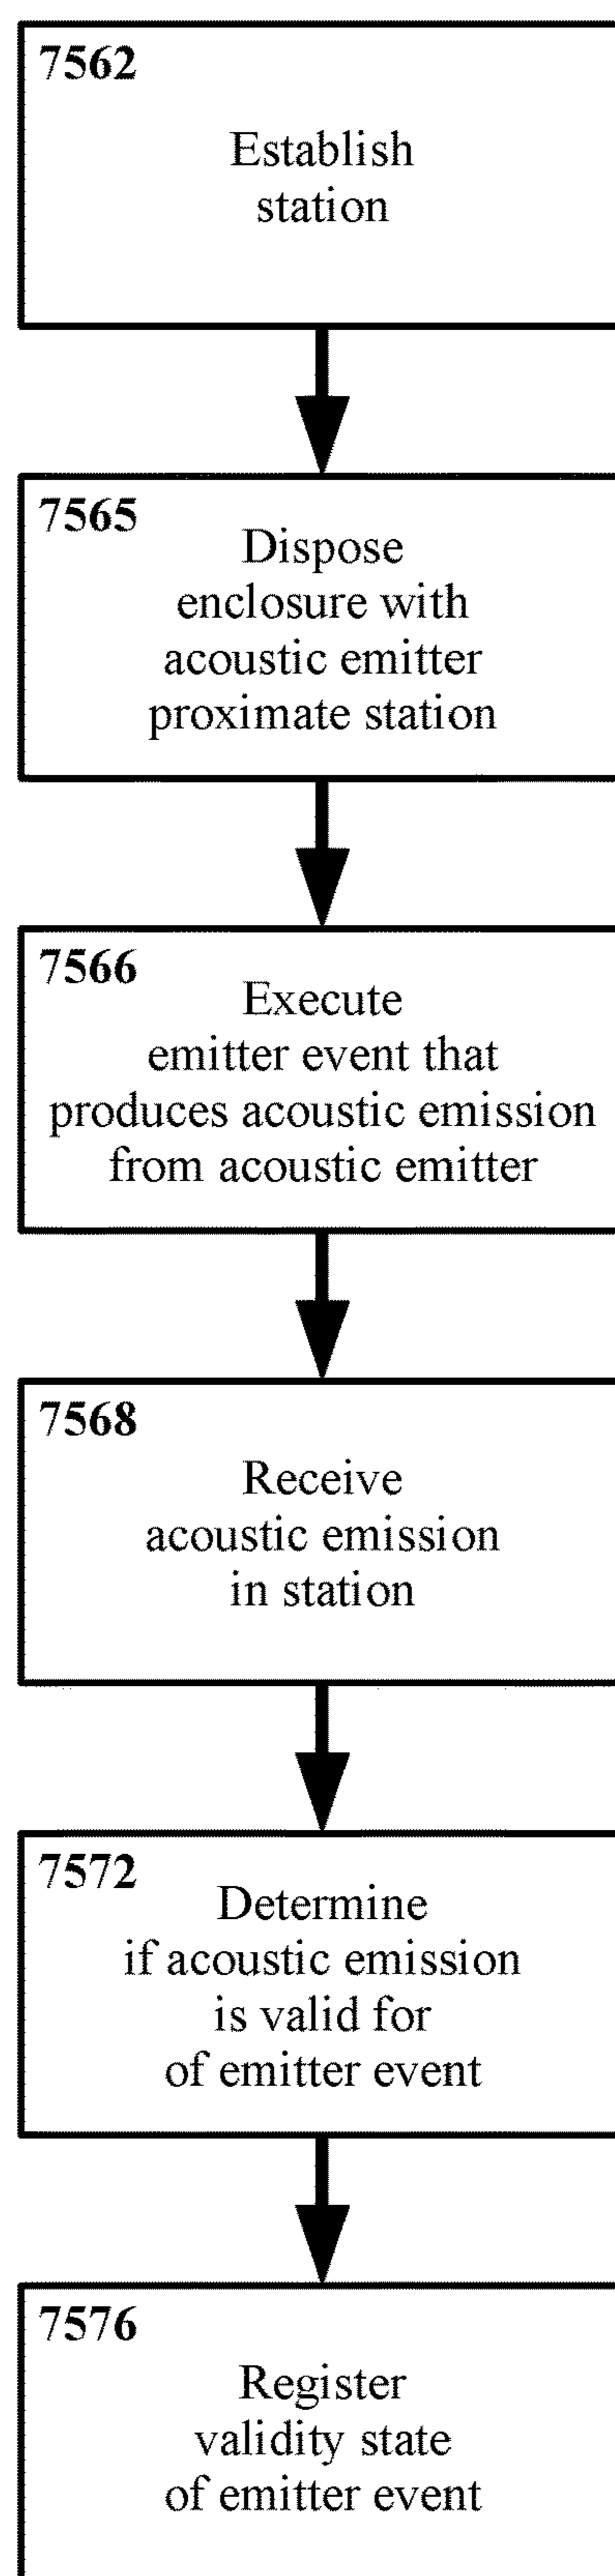 7562
Establish
station
7565
Dispose
enclosure with
acoustic emitter
proximate station
7566
Execute
emitter event that
produces acoustic emission
from acoustic emitter
7568
Receive
acoustic emission
in station
7572
Determine
if acoustic emission
is valid for
of emitter event
7576
Register
validity state
of emitter event